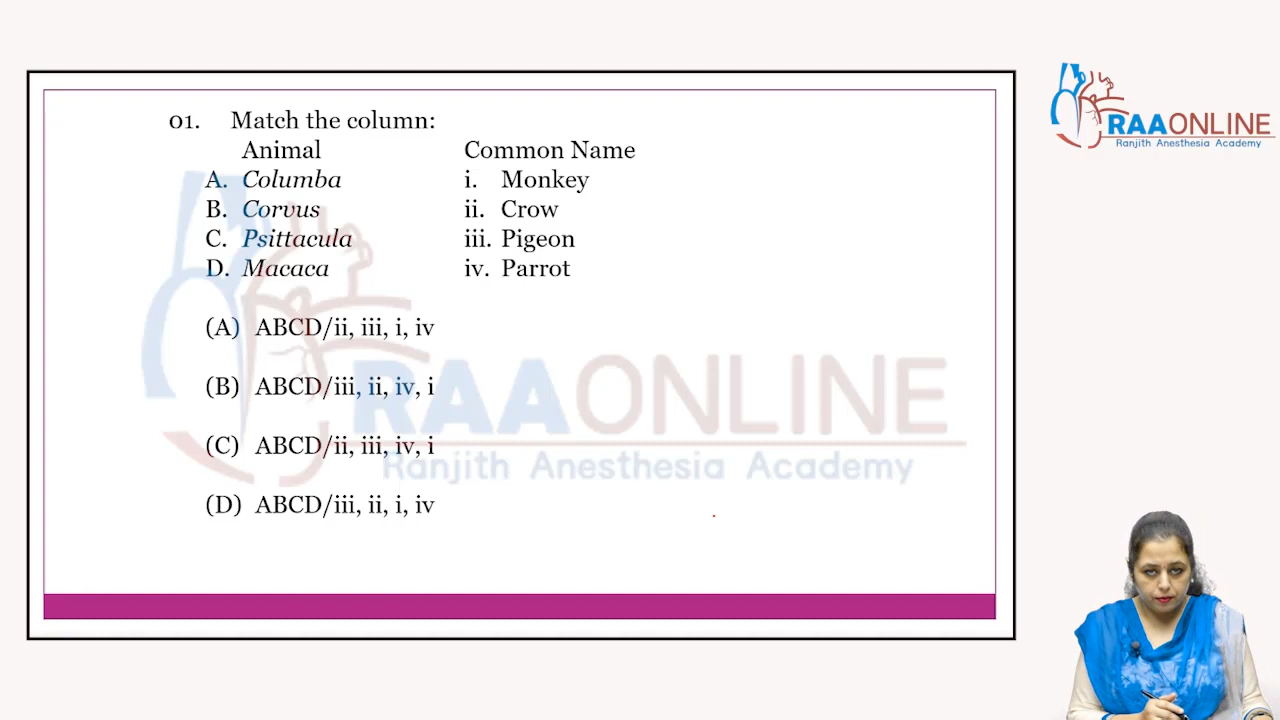 01. Match the column:
Animal Common Name
A. Columba i. Monkey
B. Corvus ii. Crow
C. Psittacula iii. Pigeon
D. Macaca iv. Parrot
(A) ABCD/ii, iii, i, iv
(B) ABCD/iii, ii, iv, i
(C) ABCD/ii, iii, iv, i
(D) ABCD/iii, ii, i, iv
RAAONLINE
Ranjith Anesthesia Academy
RAAONLINE
Ranjith Anesthesia Academy